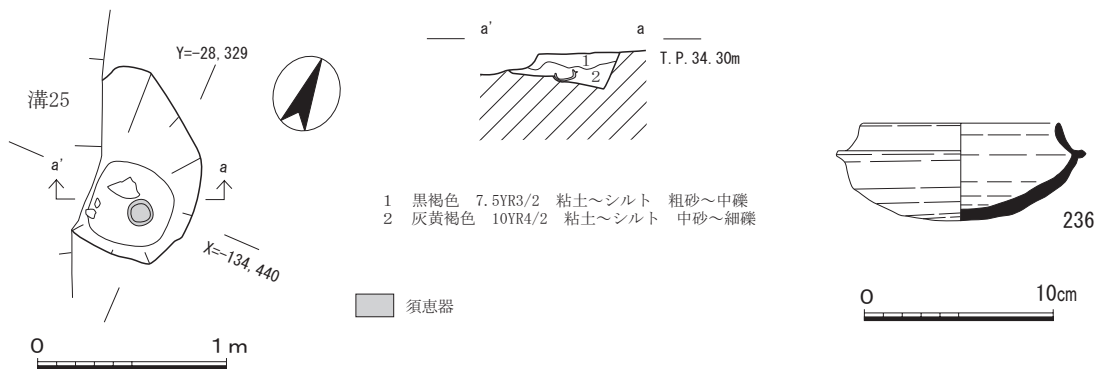 Y=-28,329
溝25
a'
a
X=-134,440
0 1m
a' a
T.P.34.30m
1
2
1 黒褐色 7.5YR3/2 粘土～シルト 粗砂～中礫
2 灰黄褐色 10YR4/2 粘土～シルト 中砂～細礫
須恵器
236
0 10cm